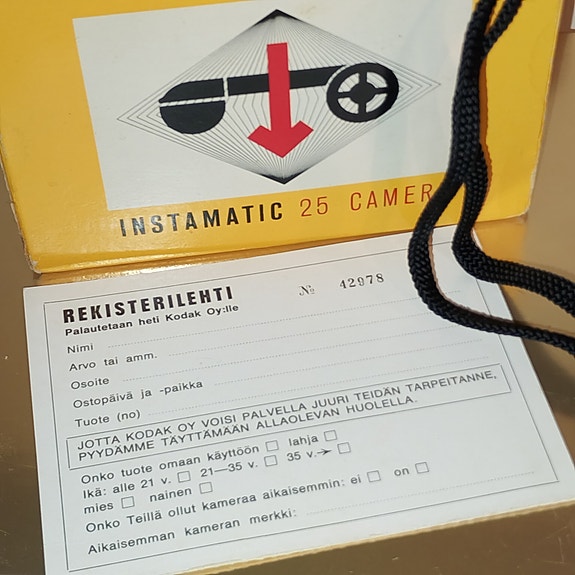 INSTAMATIC 25 CAMER
REKISTERILEHTI
№ 42978
Palautetaan heti Kodak Oy:lle
Nimi
Arvo tai amm.
Osoite
Ostopäivä ja -paikka
Tuote (no)
JOTTA KODAK OY VOISI PALVELLA JUURI TEIDÄN TARPEITANNE,
PYYDÄMME TÄYTTÄMÄÄN ALLAOLEVAN HUOLELLA.
Onko tuote omaan käyttöön lahja
Ikä: alle 21 v. 21—35 v. 35 v.→
mies nainen
Onko Teillä ollut kameraa aikaisemmin: ei on
Aikaisemman kameran merkki: